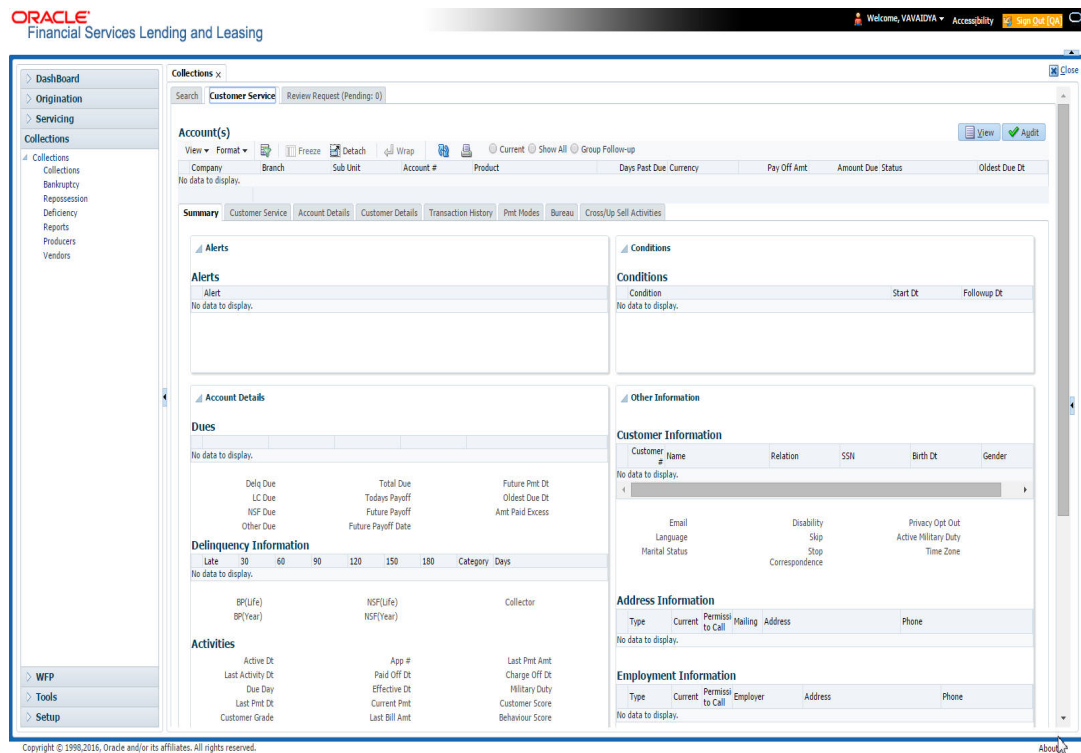 ORACLE'
Financial Services Lending and Leasing
Welcome, VAVAIDYA
Accessibility
Sign Out [QA
Close
DashBoard
Origination
Servicing
Collections
Collections
Collections
Bankruptcy
Repossession
Deficiency
Reports
Producers
Vendors
WFP
Tools
Setup
Collections x
Search Customer Service Review Request (Pending: 0)
Account(s)
View Audit
View Format Freeze Detach Wrap Current Show All Group Follow-up
Company Branch Sub Unit Account # Product Days Past Due Currency Pay Off Amt Amount Due Status Oldest Due Dt
No data to display.
Summary Customer Service Account Details Customer Details Transaction History Pmt Modes Bureau Cross/Up Sell Activities
Alerts
Alerts
Alert
No data to display.
Conditions
Conditions
Condition Start Dt Followup Dt
No data to display.
Account Details
Dues
No data to display.
Delq Due Total Due Future Pmt Dt
LC Due Todays Payoff Oldest Due Dt
NSF Due Future Payoff Amt Paid Excess
Other Due Future Payoff Date
Delinquency Information
Late 30 60 90 120 150 180 Category Days
No data to display.
BP(Life) NSF(Life) Collector
BP(Year) NSF(Year)
Activities
Active Dt App # Last Pmt Amt
Last Activity Dt Paid Off Dt Charge Off Dt
Due Day Effective Dt Military Duty
Last Pmt Dt Current Pmt Customer Score
Customer Grade Last Bill Amt Behaviour Score
Other Information
Customer Information
Customer # Name Relation SSN Birth Dt Gender
No data to display.
Email Disability Privacy Opt Out
Language Skip Active Military Duty
Marital Status Stop Correspondence Time Zone
Address Information
Type Current Permissi to Call Mailing Address Phone
No data to display.
Employment Information
Type Current Permissi to Call Employer Address Phone
No data to display.
Copyright © 1998,2016, Oracle and/or its affiliates. All rights reserved.
About